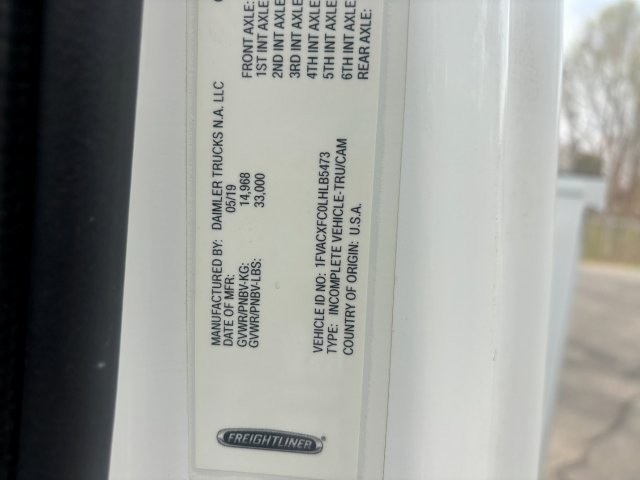 FREIGHTLINER®
MANUFACTURED BY: DAIMLER TRUCKS N.A. LLC
DATE OF MFR: 05/19
GVWR/PNBV-KG: 14,968
GVWR/PNBV-LBS: 33,000
VEHICLE ID NO: 1FVACXFC0LHLB5473
TYPE: INCOMPLETE VEHICLE-TRU/CAM
COUNTRY OF ORIGIN: U.S.A.
FRONT AXLE:
1ST INT AXLE
2ND INT AXLE
3RD INT AXLE
4TH INT AXLE
5TH INT AXLE
6TH INT AXLE
REAR AXLE: